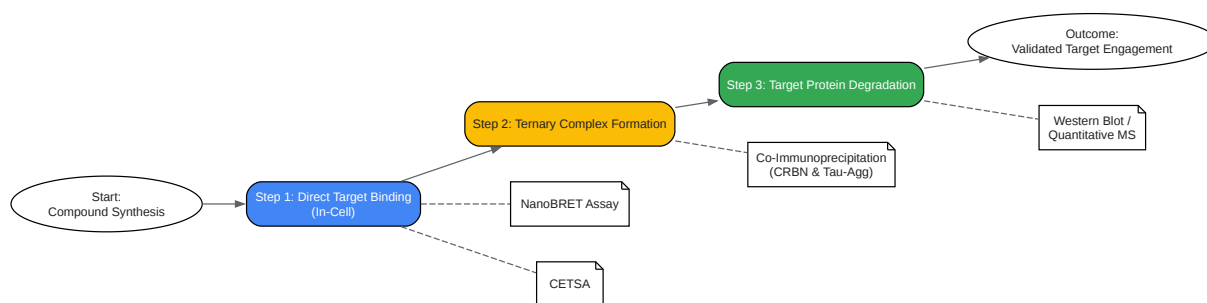 Start:
Compound Synthesis
Step 1: Direct Target Binding
(In-Cell)
NanoBRET Assay
CETSA
Step 2: Ternary Complex Formation
Co-Immunoprecipitation
(CRBN & Tau-Agg)
Step 3: Target Protein Degradation
Western Blot /
Quantitative MS
Outcome:
Validated Target Engagement